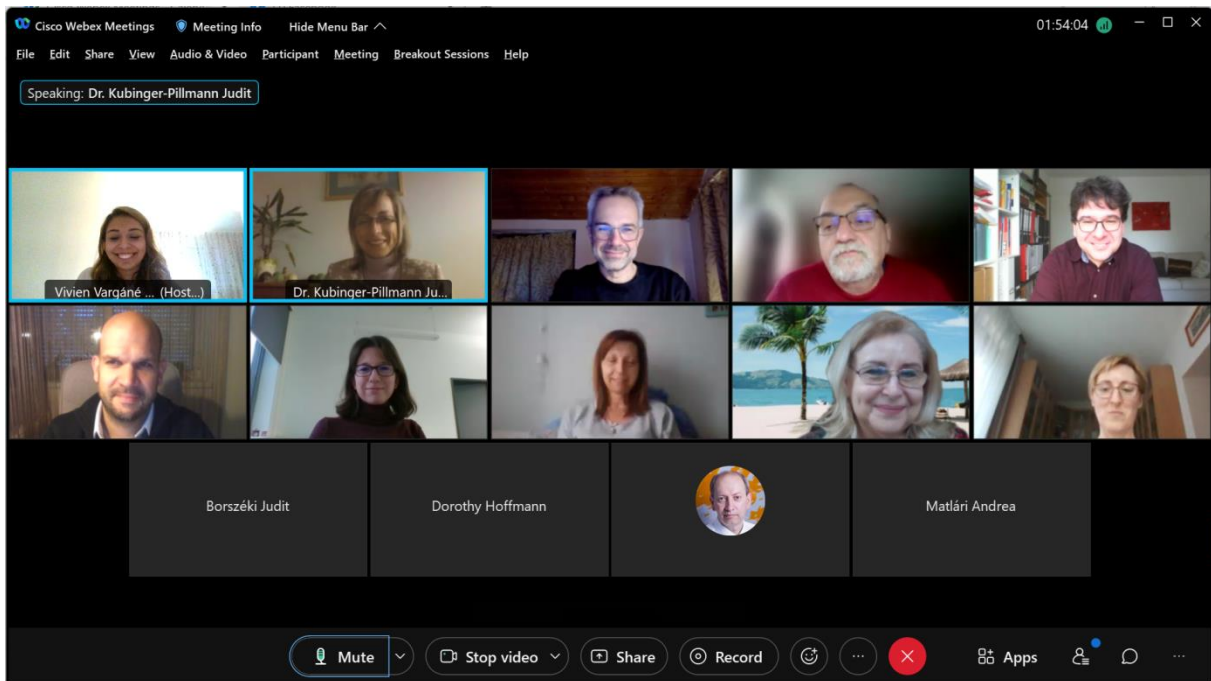 Cisco Webex Meetings Meeting Info Hide Menu Bar 01:54:04
File Edit Share View Audio & Video Participant Meeting Breakout Sessions Help
Speaking: Dr. Kubinger-Pillmann Judit
Vivien Vargáné ... (Host...) Dr. Kubinger-Pillmann Ju...
Borszéki Judit Dorothy Hoffmann Matlári Andrea
Mute Stop video Share Record Apps